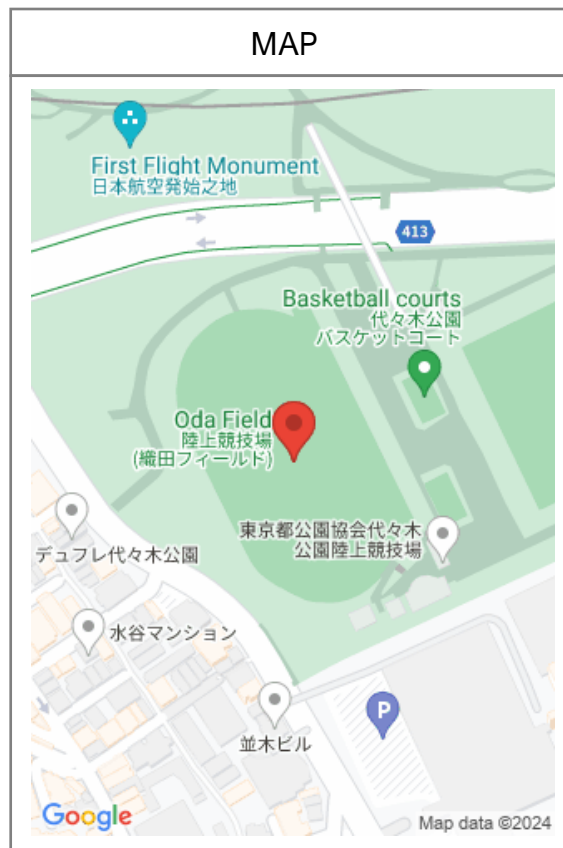 MAP
First Flight Monument
日本航空発始之地
413
Basketball courts
代々木公園
バスケットコート
Oda Field
陸上競技場
(織田フィールド)
東京都公園協会代々木
公園陸上競技場
デュフレ代々木公園
水谷マンション
P
並木ビル
Google
Map data ©2024